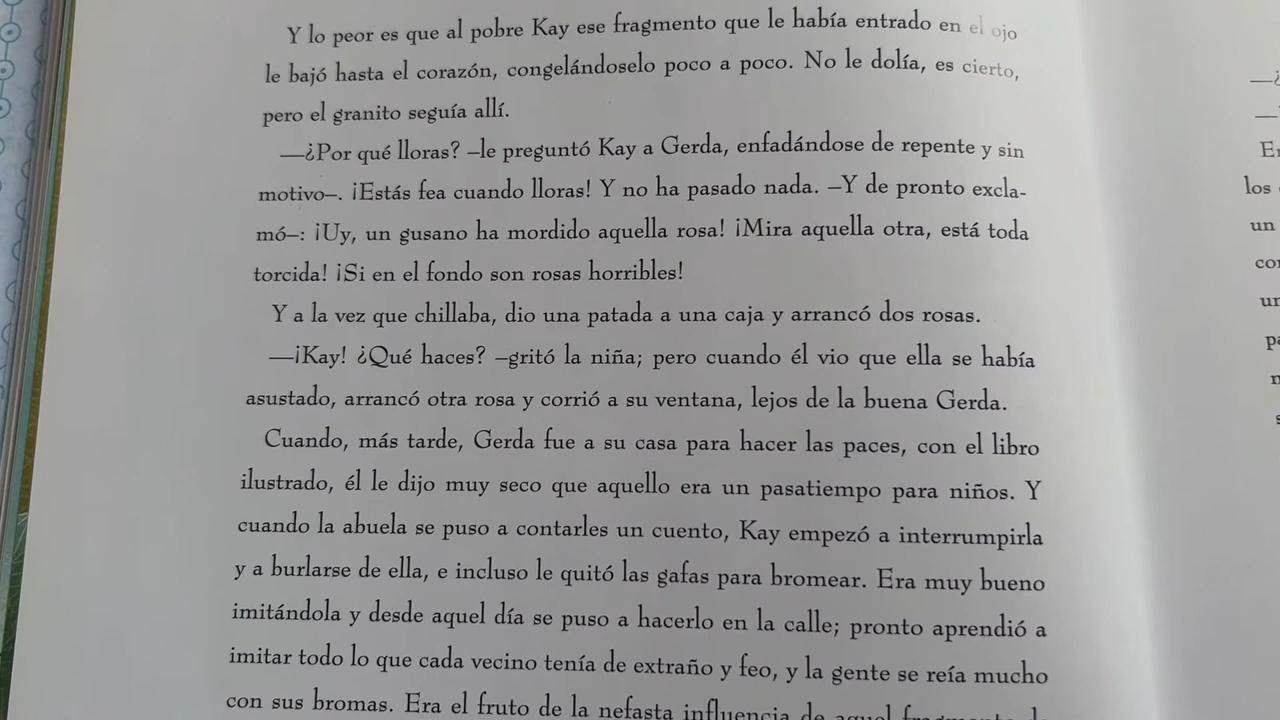 Y lo peor es que al pobre Kay ese fragmento que le había entrado en el ojo
le bajó hasta el corazón, congelándoselo poco a poco. No le dolía, es cierto,
pero el granito seguía allí.
—¿Por qué lloras? –le preguntó Kay a Gerda, enfadándose de repente y sin
motivo–. ¡Estás fea cuando lloras! Y no ha pasado nada. –Y de pronto excla-
mó–: ¡Uy, un gusano ha mordido aquella rosa! ¡Mira aquella otra, está toda
torcida! ¡Si en el fondo son rosas horribles!
Y a la vez que chillaba, dio una patada a una caja y arrancó dos rosas.
—¡Kay! ¿Qué haces? –gritó la niña; pero cuando él vio que ella se había
asustado, arrancó otra rosa y corrió a su ventana, lejos de la buena Gerda.
Cuando, más tarde, Gerda fue a su casa para hacer las paces, con el libro
ilustrado, él le dijo muy seco que aquello era un pasatiempo para niños. Y
cuando la abuela se puso a contarles un cuento, Kay empezó a interrumpirla
y a burlarse de ella, e incluso le quitó las gafas para bromear. Era muy bueno
imitándola y desde aquel día se puso a hacerlo en la calle; pronto aprendió a
imitar todo lo que cada vecino tenía de extraño y feo, y la gente se reía mucho
con sus bromas. Era el fruto de la nefasta influencia de aquel fragmento de
los
un